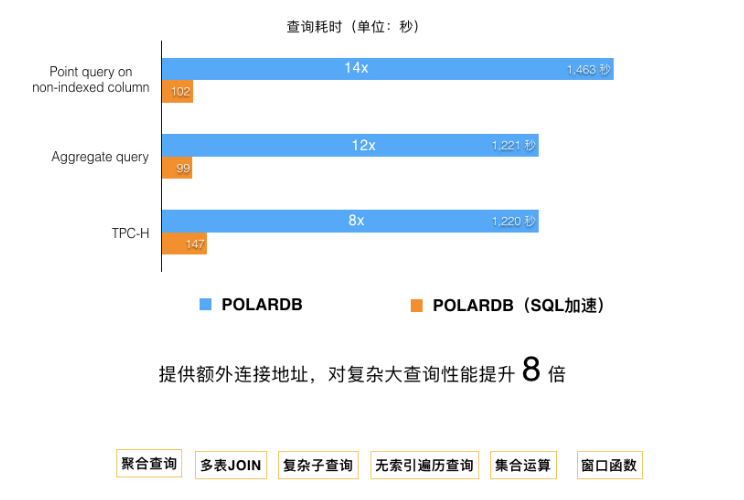 查询耗时（单位：秒）
Point query on
non-indexed column
14x
1,463 秒
102
Aggregate query
12x
1,221 秒
99
TPC-H
8x
1,220 秒
147
POLARDB
POLARDB（SQL加速）
提供额外连接地址，对复杂大查询性能提升 8 倍
聚合查询
多表JOIN
复杂子查询
无索引遍历查询
集合运算
窗口函数